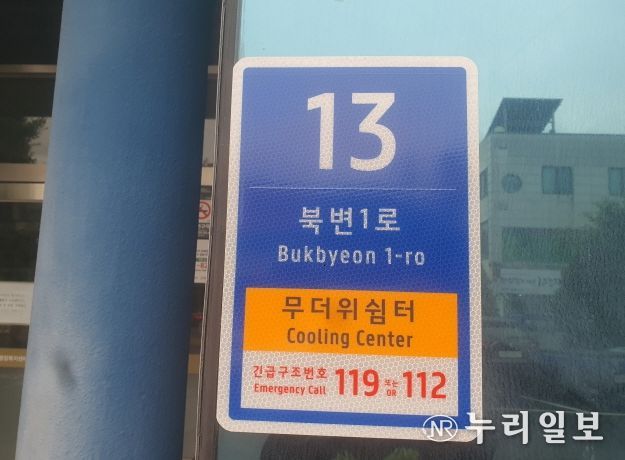 13
북변1로
Bukbyeon 1-ro
무더위쉼터
Cooling Center
긴급구조번호 119 또는 112
Emergency Call OR
NR 누리일보